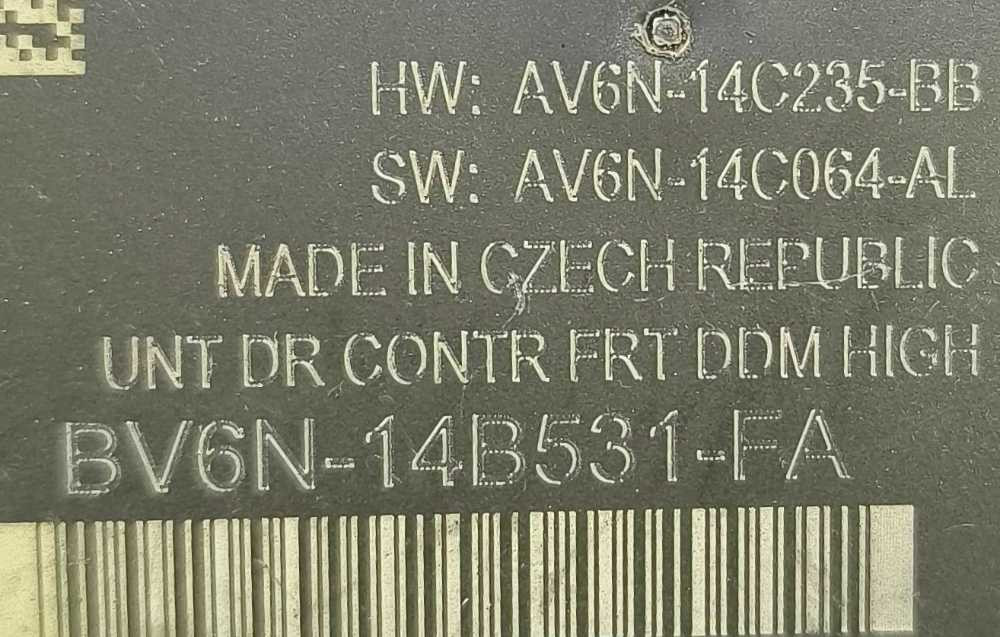 HW: AV6N-14C235-BB
SW: AV6N-14C064-AL
MADE IN CZECH REPUBLIC
UNT DR CONTR FRT DDM HIGH
BV6N-14B531-FA